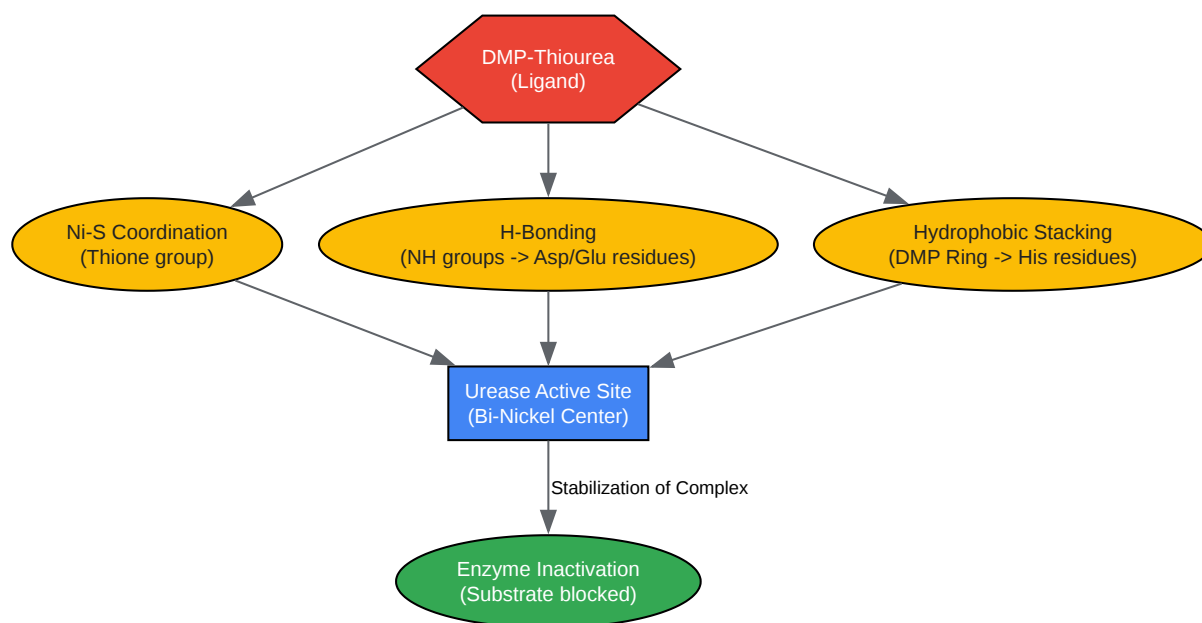 DMP-Thiourea
(Ligand)
Ni-S Coordination
(Thione group)
H-Bonding
(NH groups -> Asp/Glu residues)
Hydrophobic Stacking
(DMP Ring -> His residues)
Urease Active Site
(Bi-Nickel Center)
Stabilization of Complex
Enzyme Inactivation
(Substrate blocked)